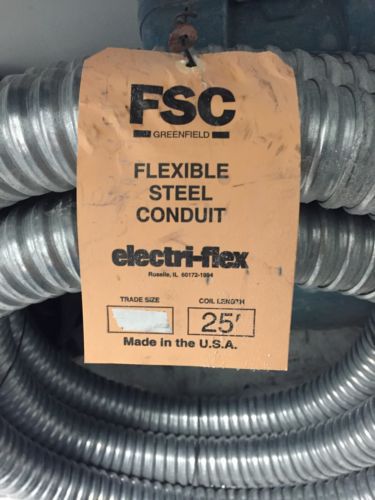 FSC
GREENFIELD
FLEXIBLE
STEEL
CONDUIT
electri-flex
Roselle, IL 60172-1994
TRADE SIZE COIL LENGTH
25'
Made in the U.S.A.